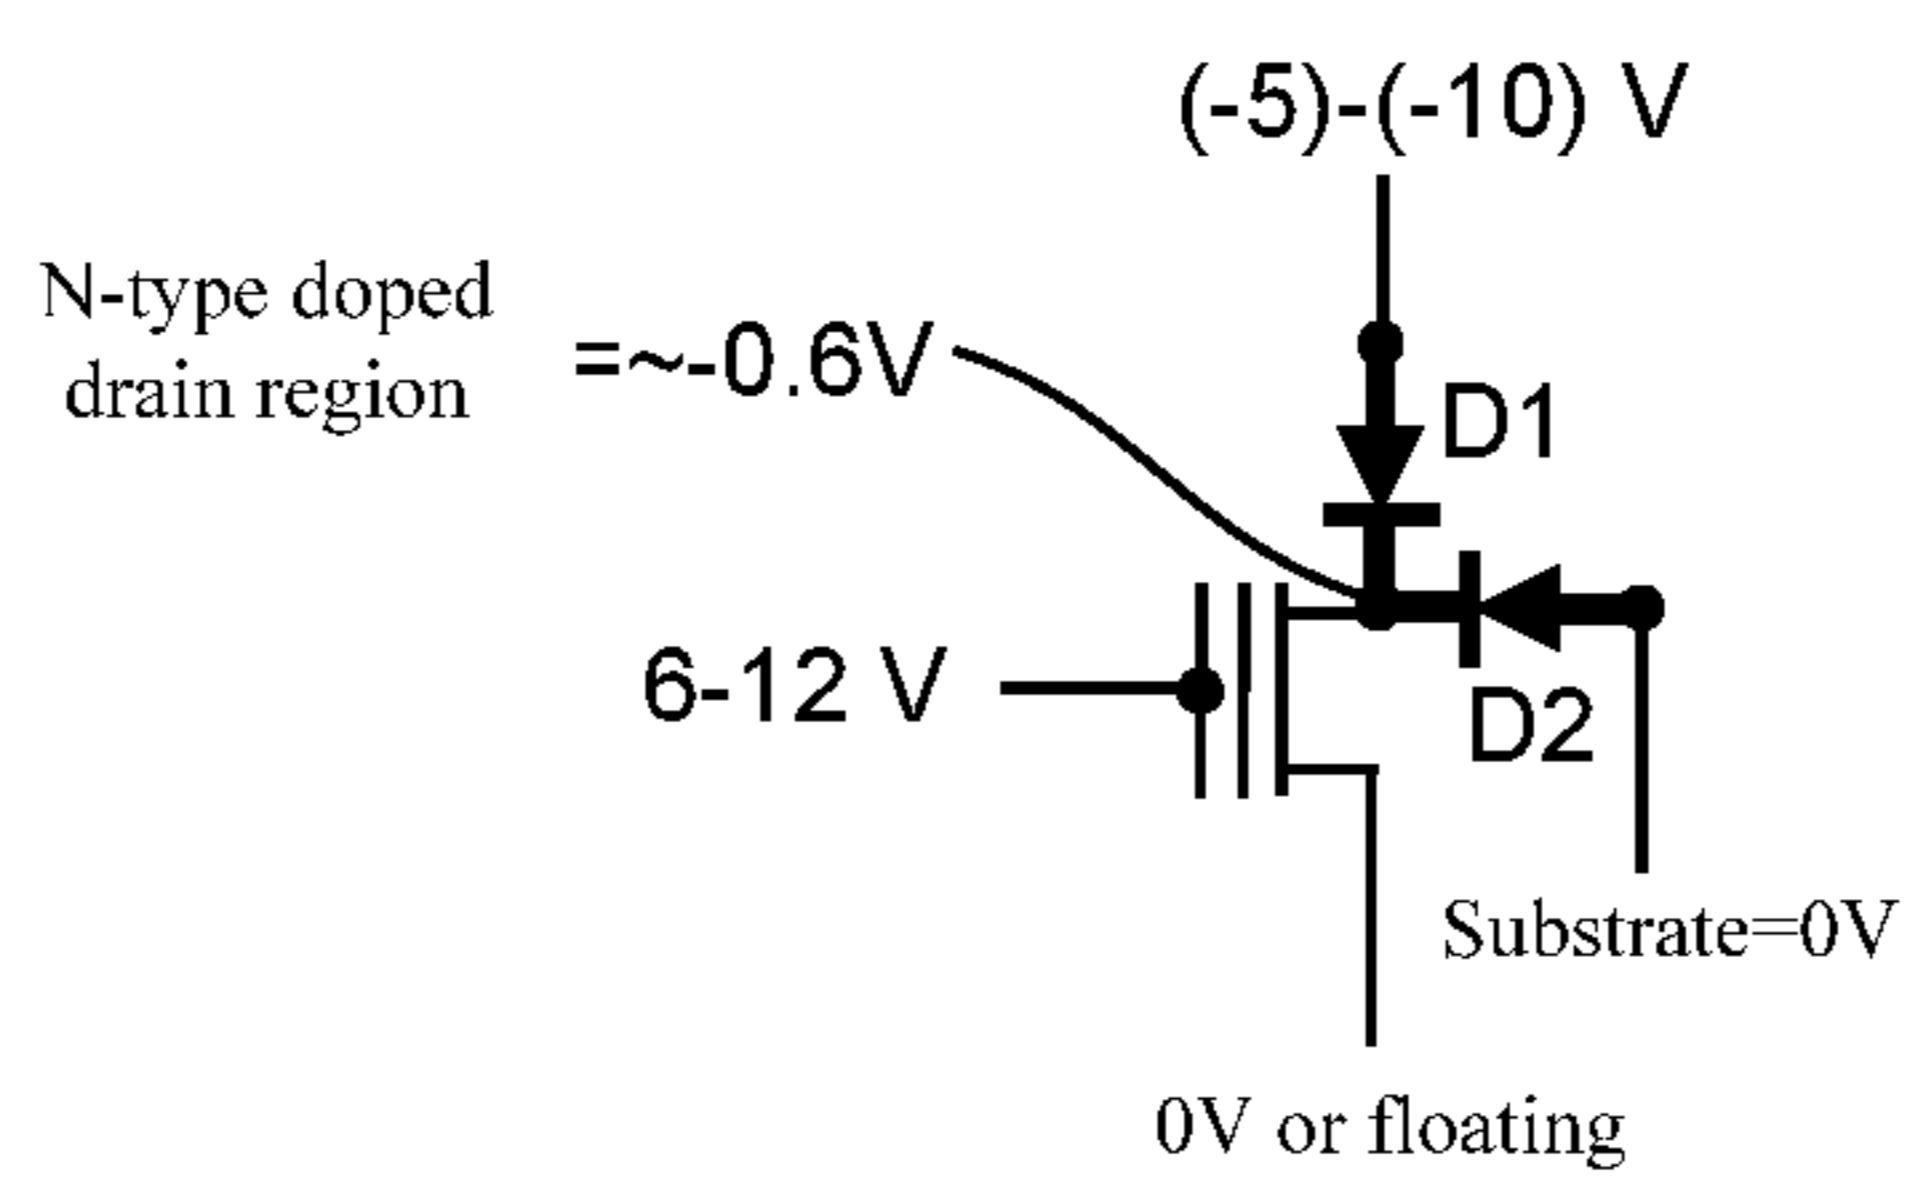 (-5)-(-10) V
N-type doped
drain region
=~-0.6V
D1
6-12 V
D2
Substrate=0V
0V or floating